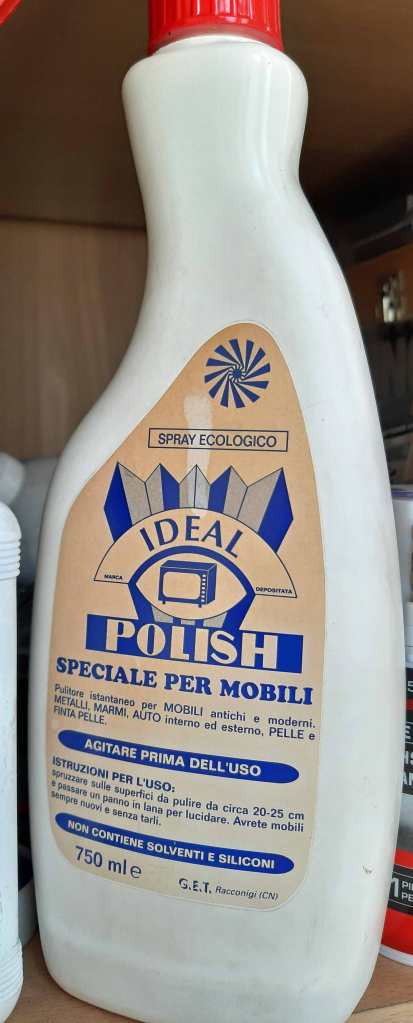 SPRAY ECOLOGICO
IDEAL
MARCA DEPOSITATA
POLISH
SPECIALE PER MOBILI
Pulitore istantaneo per MOBILI antichi e moderni.
METALLI, MARMI, AUTO interno ed esterno, PELLE e
FINTA PELLE.
AGITARE PRIMA DELL'USO
ISTRUZIONI PER L'USO:
spruzzare sulle superfici da pulire da circa 20-25 cm
e passare un panno in lana per lucidare. Avrete mobili
sempre nuovi e senza tarli.
NON CONTIENE SOLVENTI E SILICONI
750 ml e
G.E.T. Racconigi (CN)